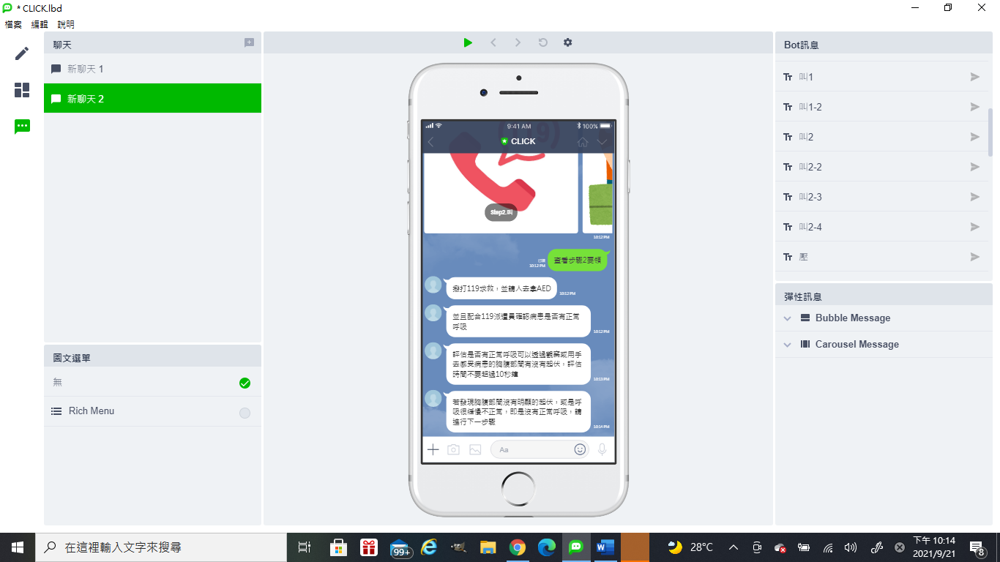 * CLICK.lbd
檔案 編輯 說明
聊天
新聊天 1
新聊天 2
圖文選單
無
Rich Menu
9:41 AM
100%
CLICK
Step2.叫
10:12 PM
已讀
10:12 PM
查看步驟2要領
撥打119求救，並請人去拿AED
10:12 PM
並且配合119派遣員確認病患是否有正常
呼吸
10:12 PM
評估是否有正常呼吸可以透過觀察或用手
去感受病患的胸腹部間有沒有起伏，評估
時間不要超過10秒鐘
10:13 PM
若發現胸腹部間沒有明顯的起伏，或是呼
吸很緩慢不正常，即是沒有正常呼吸，請
進行下一步驟
10:14 PM
Aa
Bot訊息
Tт 叫1
Tт 叫1-2
Tт 叫2
Tт 叫2-2
Tт 叫2-3
Tт 叫2-4
Tт 壓
彈性訊息
Bubble Message
Carousel Message
在這裡輸入文字來搜尋
99+
28°C
下午 10:14
2021/9/21
8